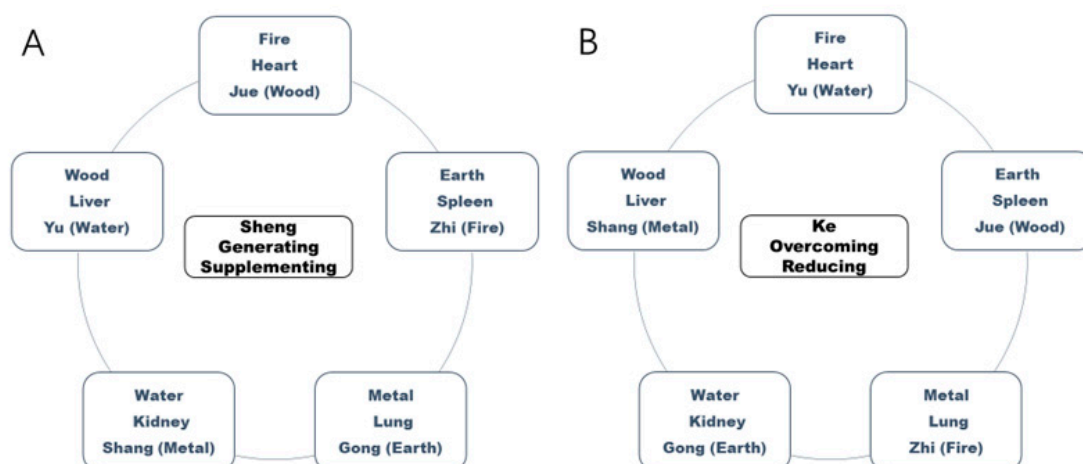 A
Fire
Heart
Jue (Wood)
Wood
Liver
Yu (Water)
Earth
Spleen
Zhi (Fire)
Sheng
Generating
Supplementing
Water
Kidney
Shang (Metal)
Metal
Lung
Gong (Earth)
B
Fire
Heart
Yu (Water)
Wood
Liver
Shang (Metal)
Earth
Spleen
Jue (Wood)
Ke
Overcoming
Reducing
Water
Kidney
Gong (Earth)
Metal
Lung
Zhi (Fire)